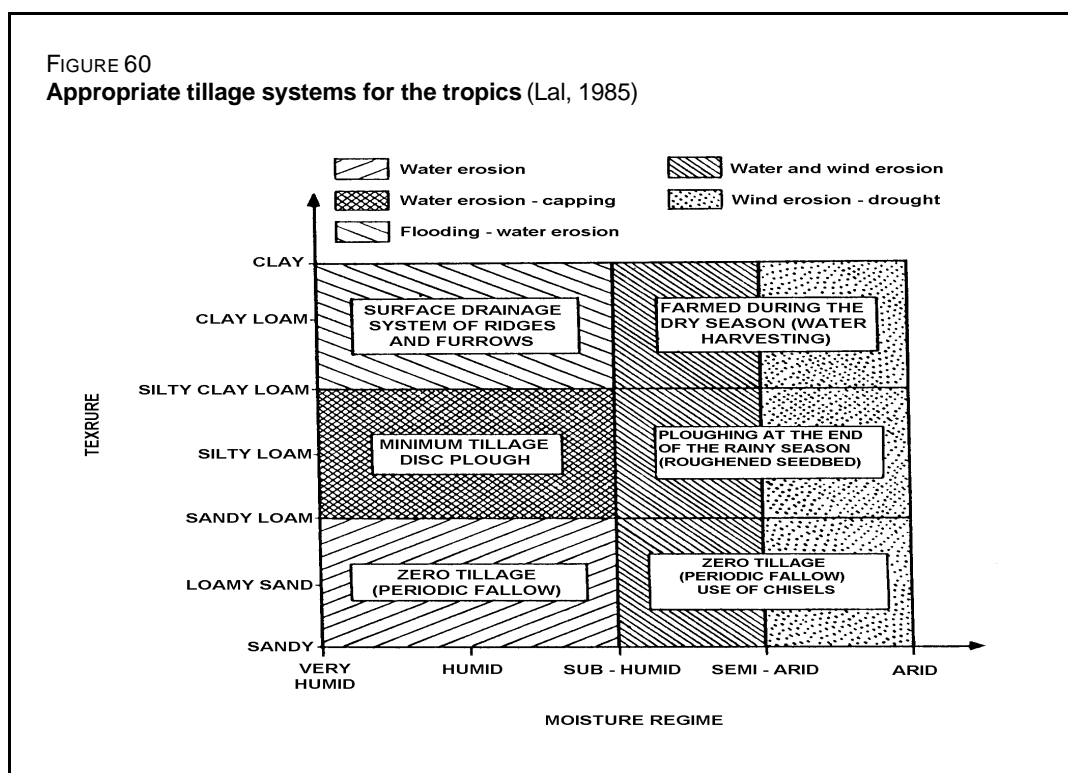 FIGURE 60
Appropriate tillage systems for the tropics (Lal, 1985)
Water erosion
Water and wind erosion
Water erosion - capping
Wind erosion - drought
Flooding - water erosion
TEXRURE
CLAY
CLAY LOAM
SILTY CLAY LOAM
SILTY LOAM
SANDY LOAM
LOAMY SAND
SANDY
SURFACE DRAINAGE
SYSTEM OF RIDGES
AND FURROWS
FARMED DURING THE
DRY SEASON (WATER
HARVESTING)
MINIMUM TILLAGE
DISC PLOUGH
PLOUGHING AT THE END
OF THE RAINY SEASON
(ROUGHENED SEEDBED)
ZERO TILLAGE
(PERIODIC FALLOW)
ZERO TILLAGE
(PERIODIC FALLOW)
USE OF CHISELS
VERY
HUMID
HUMID
SUB - HUMID
SEMI - ARID
ARID
MOISTURE REGIME